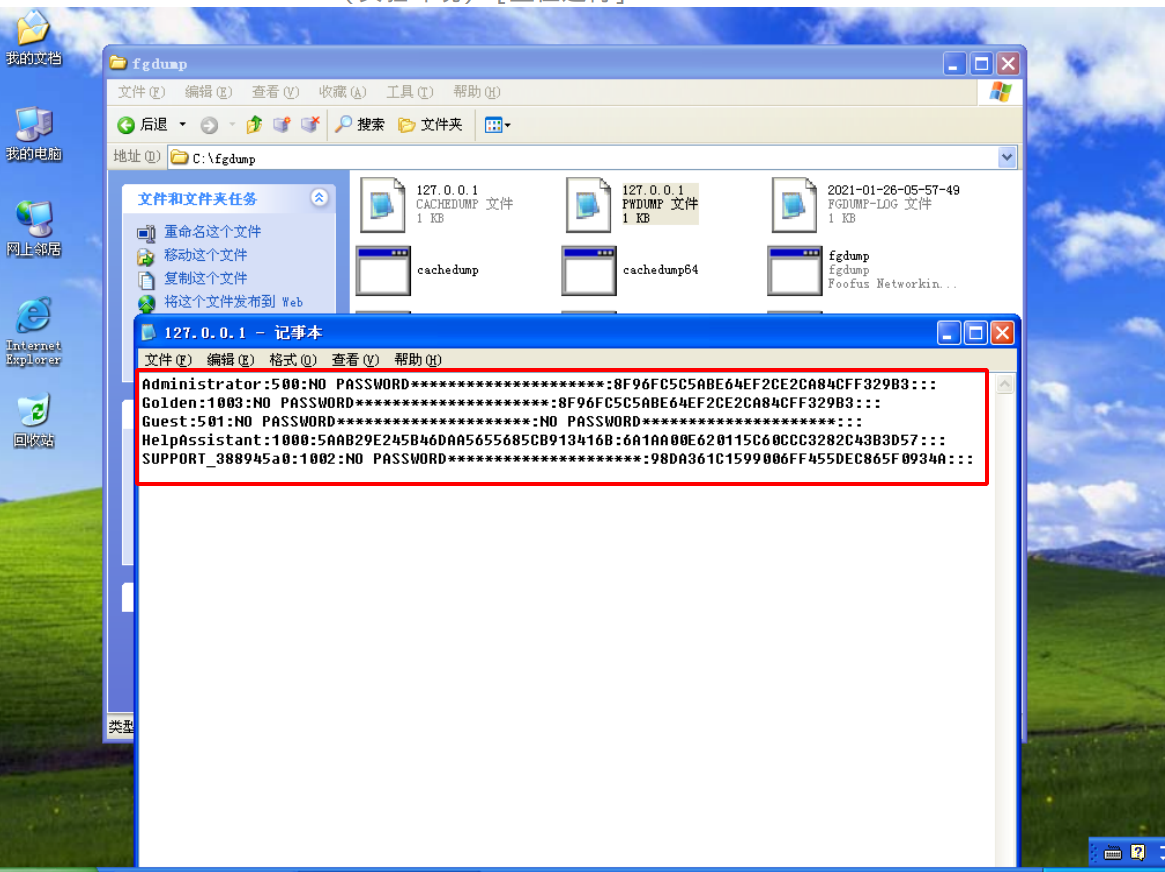 我的文档
我的电脑
网上邻居
Internet
Explorer
回收站
fgdump
文件(F) 编辑(E) 查看(V) 收藏(A) 工具(T) 帮助(H)
后退 搜索 文件夹
地址(D) C:\fgdump
文件和文件夹任务
重命名这个文件
移动这个文件
复制这个文件
将这个文件发布到 Web
127.0.0.1
CACHEDUMP 文件
1 KB
127.0.0.1
PWDUMP 文件
1 KB
2021-01-26-05-57-49
FGDUMP-LOG 文件
1 KB
cachedump
cachedump64
fgdump
fgdump
Foofus Networkin...
127.0.0.1 - 记事本
文件(F) 编辑(E) 格式(O) 查看(V) 帮助(H)
Administrator:500:NO PASSWORD*********************:8F96FC5C5ABE64EF2CE2CA84CFF329B3:::
Golden:1003:NO PASSWORD*********************:8F96FC5C5ABE64EF2CE2CA84CFF329B3:::
Guest:501:NO PASSWORD*********************:NO PASSWORD*********************:::
HelpAssistant:1000:5AAB29E245B46DAA5655685CB913416B:6A1AA00E620115C60CCC3282C43B3D57:::
SUPPORT_388945a0:1002:NO PASSWORD*********************:98DA361C1599006FF455DEC865F0934A:::
类型